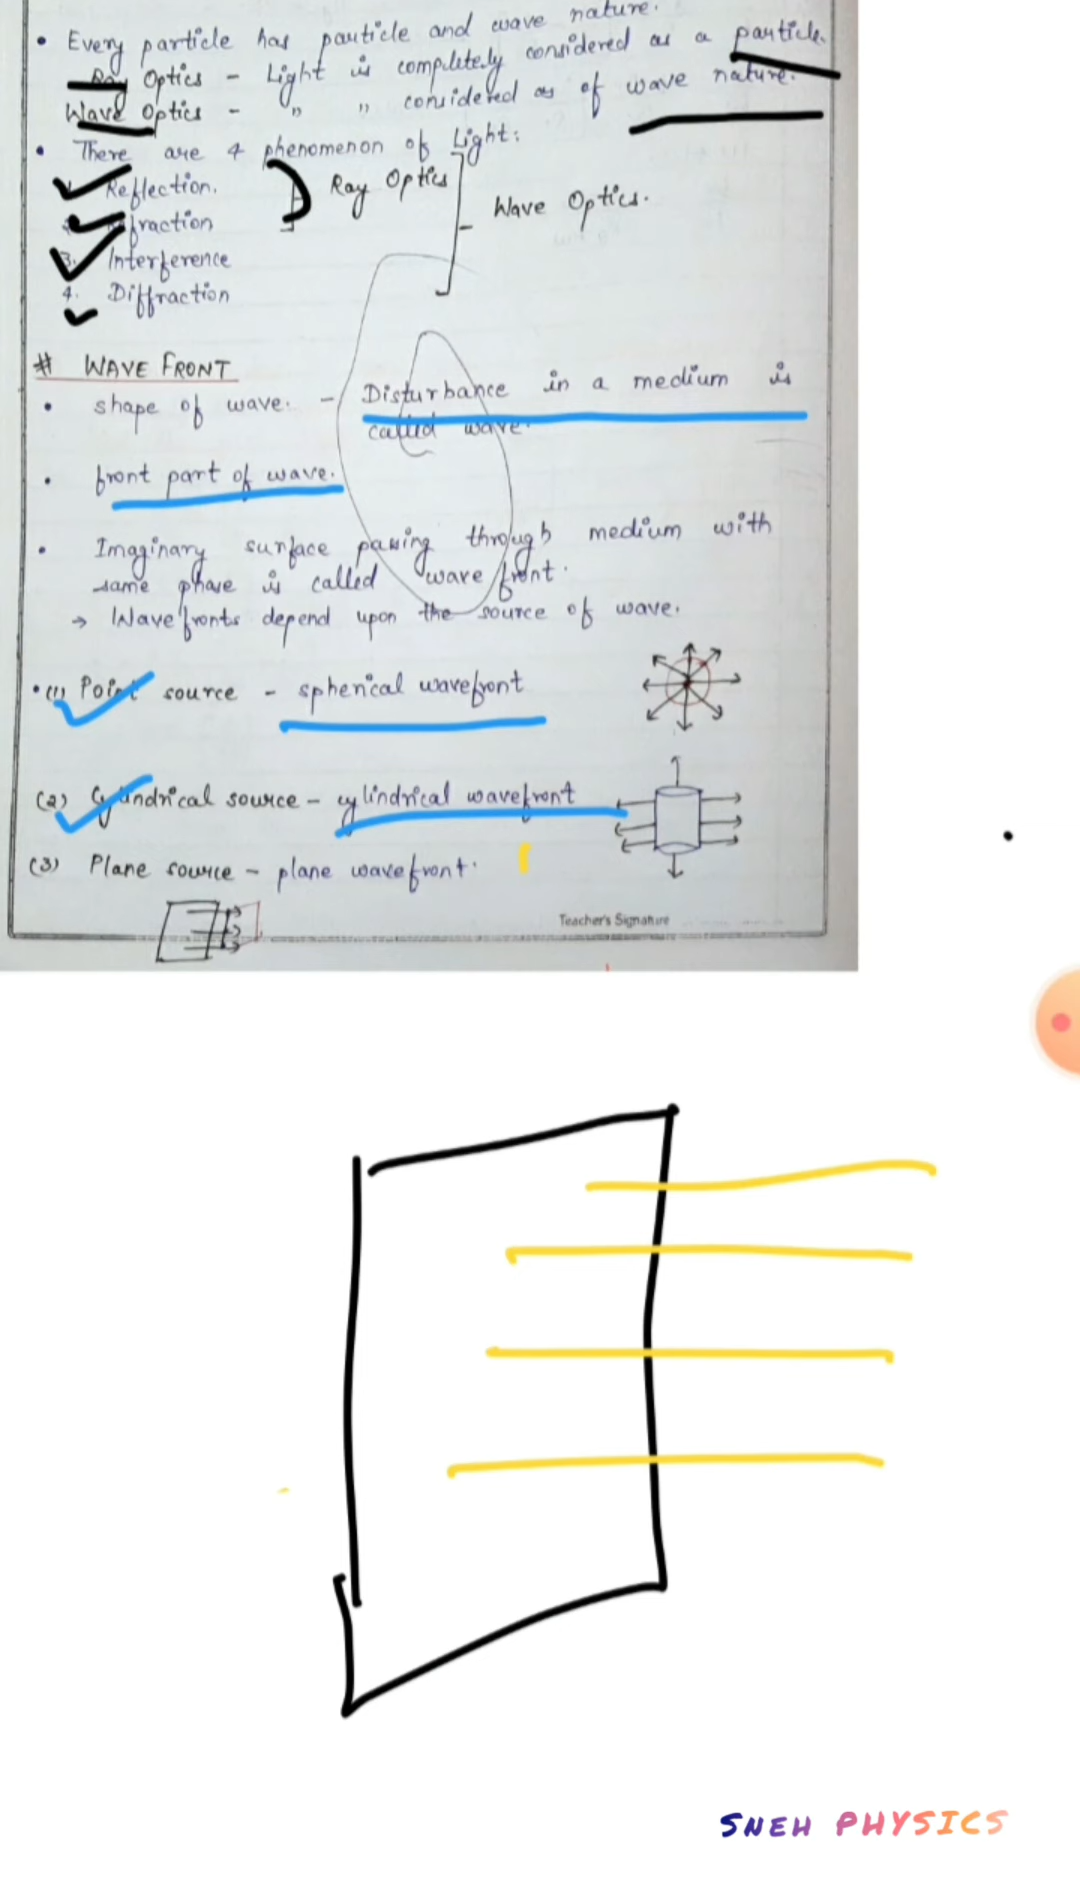 • Every particle has particle and wave nature.
Ray Optics - Light is completely considered as a particle.
Wave Optics - " " considered as of wave nature.
• There are 4 phenomenon of Light:
Reflection.
Ray Optics
Wave Optics.
fraction
3. Interference
4. Diffraction
# WAVE FRONT
• shape of wave. - Disturbance in a medium is
called wave.
• front part of wave.
• Imaginary surface passing through medium with
same phase is called wave front.
→ Wavefronts depend upon the source of wave.
• (1) Point source - spherical wavefront
(2) Cylindrical source - cylindrical wavefront
(3) Plane source - plane wavefront.
Teacher's Signature
SNEH PHYSICS